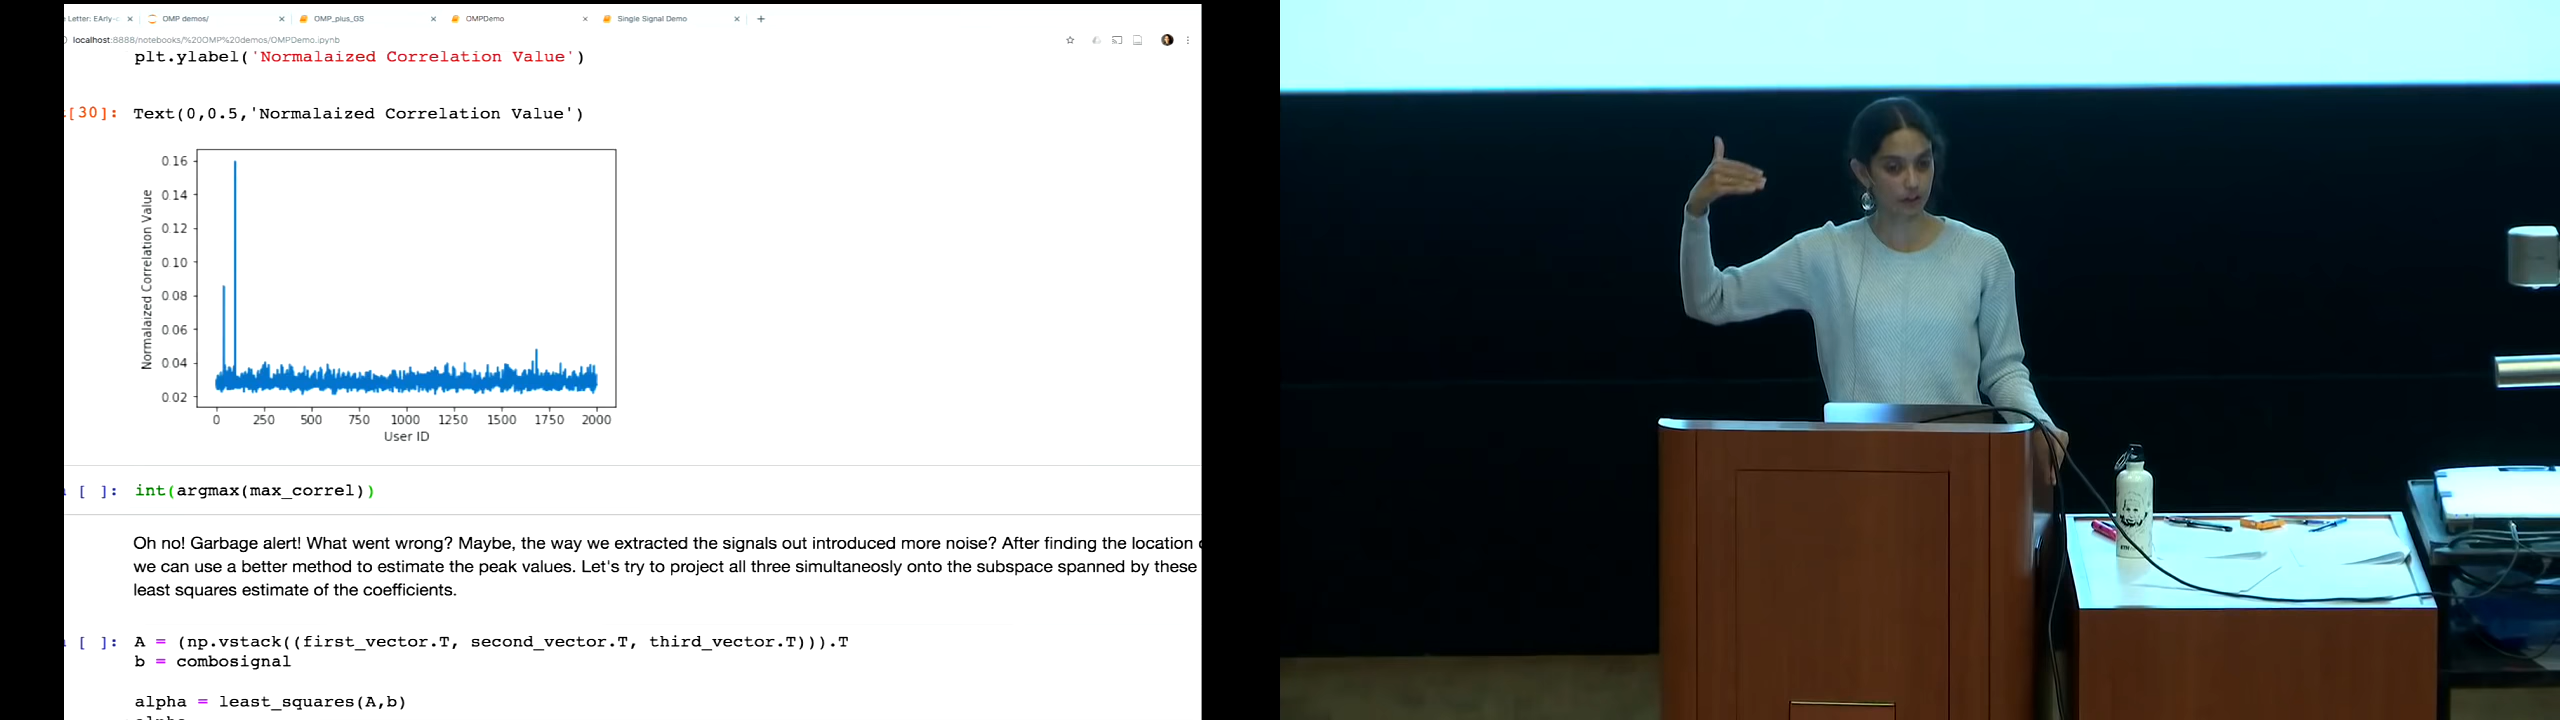 e Letter: EArly-c
OMP demos/
OMP_plus_GS
OMPDemo
Single Signal Demo
localhost:8888/notebooks/%20OMP%20demos/OMPDemo.ipynb
plt.ylabel('Normalaized Correlation Value')
t[30]: Text(0,0.5,'Normalaized Correlation Value')
0.16
0.14
0.12
0.10
0.08
0.06
0.04
0.02
Normalaized Correlation Value
0 250 500 750 1000 1250 1500 1750 2000
User ID
[ ]: int(argmax(max_correl))
Oh no! Garbage alert! What went wrong? Maybe, the way we extracted the signals out introduced more noise? After finding the location
we can use a better method to estimate the peak values. Let's try to project all three simultaneosly onto the subspace spanned by these
least squares estimate of the coefficients.
[ ]: A = (np.vstack((first_vector.T, second_vector.T, third_vector.T))).T
b = combosignal
alpha = least_squares(A,b)